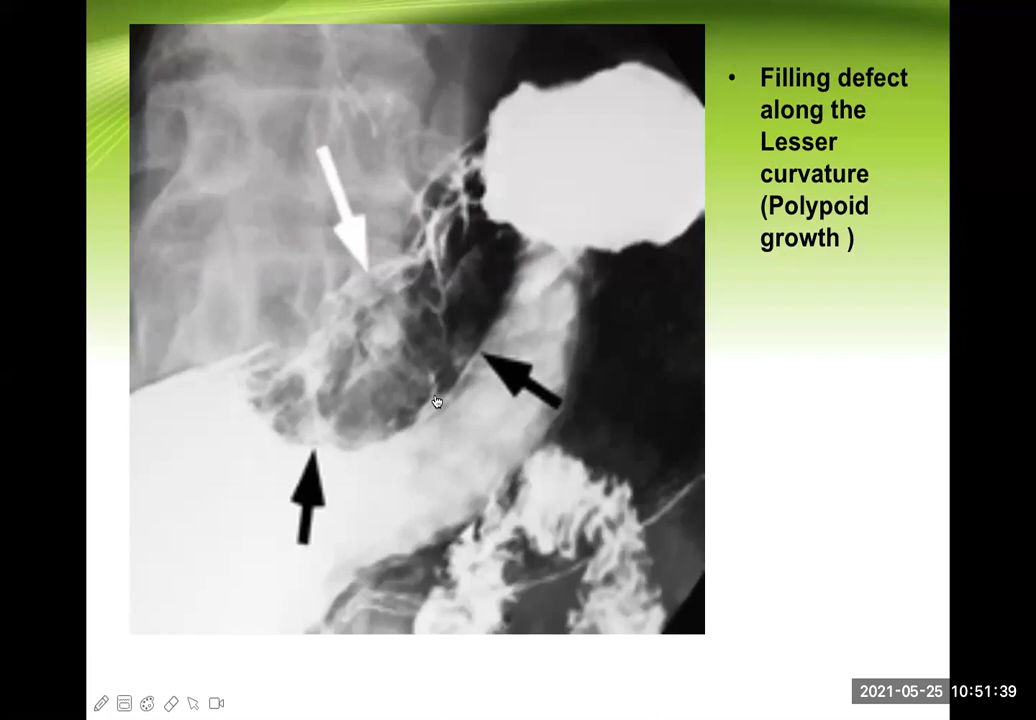 • Filling defect
along the
Lesser
curvature
(Polypoid
growth )
2021-05-25 10:51:39